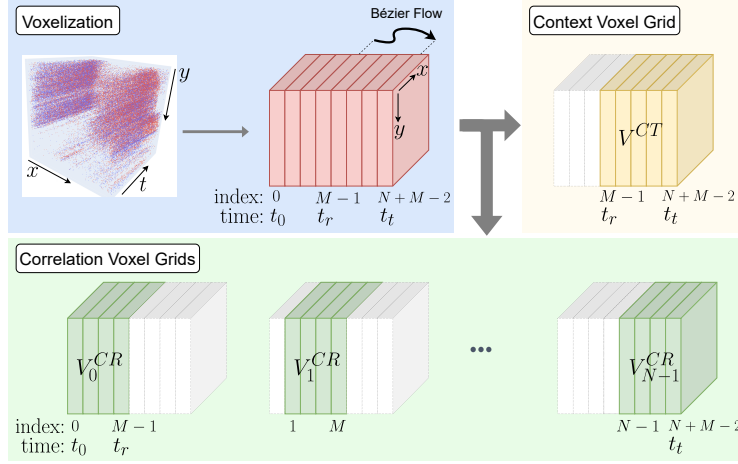 Voxelization
Bézier Flow
x
y
y
x
t
index: 0 M − 1 N + M − 2
time: t_0 t_r t_t
Context Voxel Grid
V^{CT}
M − 1 N + M − 2
t_r t_t
Correlation Voxel Grids
V_0^{CR}
V_1^{CR}
...
V_{N−1}^{CR}
index: 0 M − 1 1 M N − 1 N + M − 2
time: t_0 t_r t_t